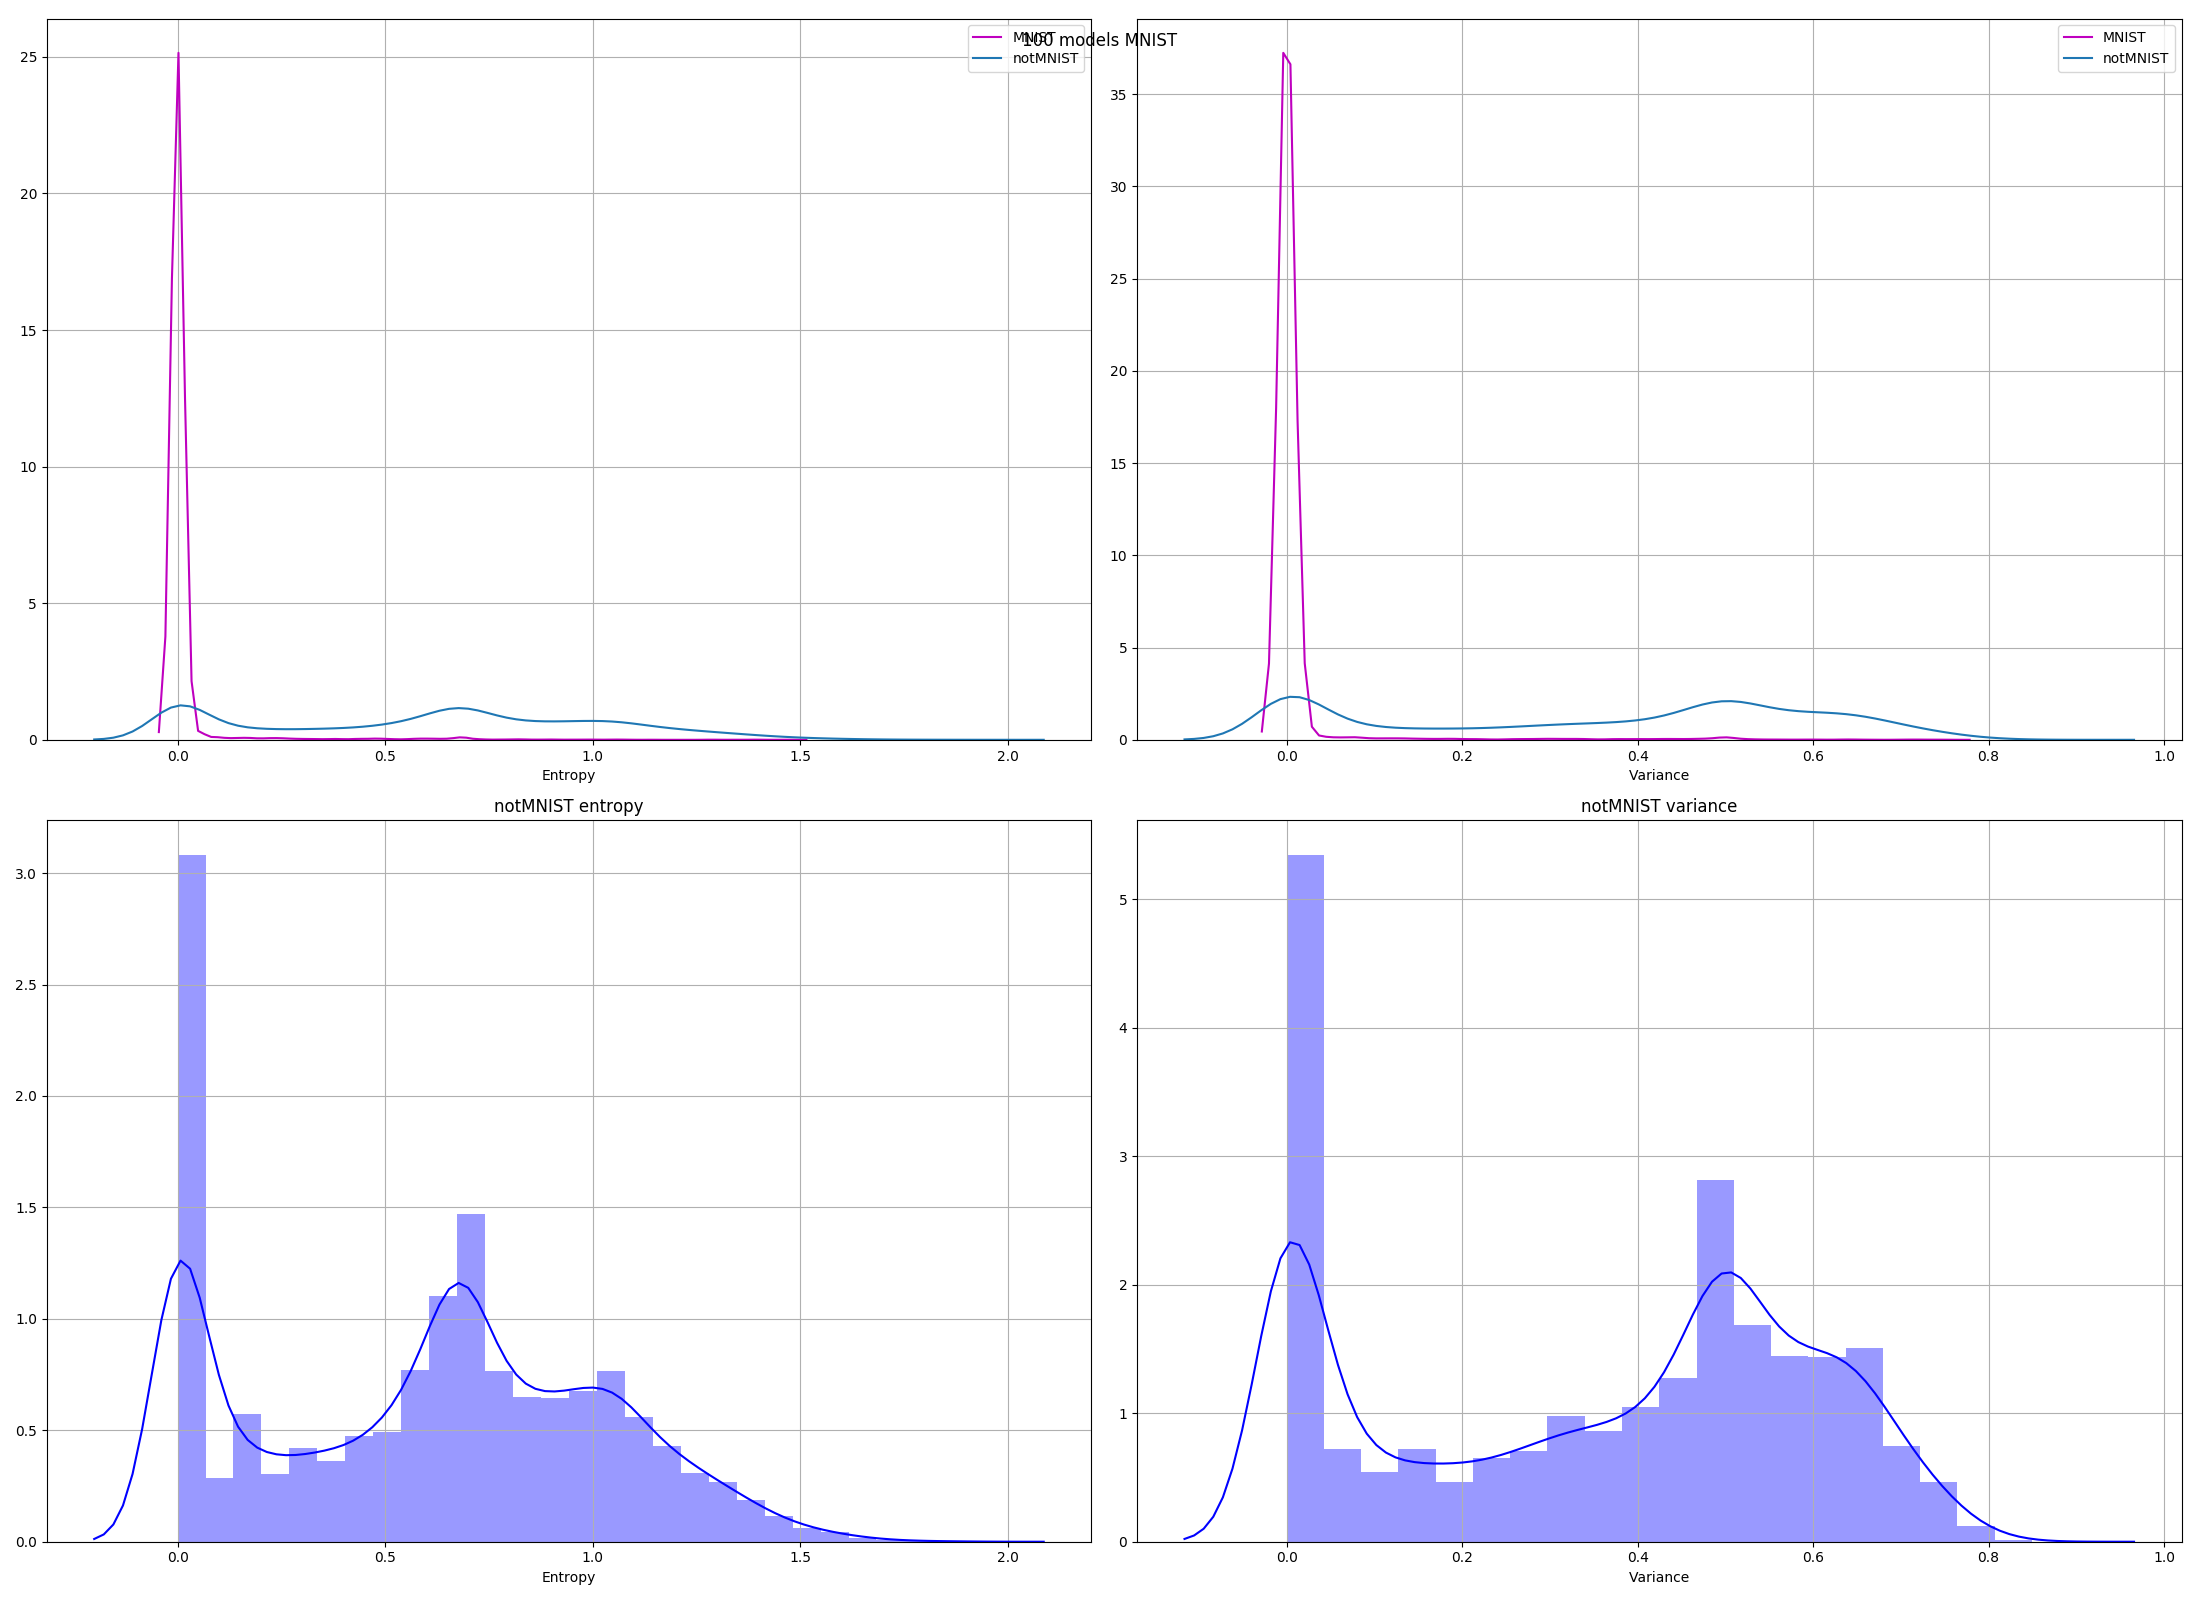 100 models MNIST
MNIST
notMNIST
25
20
15
10
5
0
0.0 0.5 1.0 1.5 2.0
Entropy
MNIST
notMNIST
35
30
25
20
15
10
5
0
0.0 0.2 0.4 0.6 0.8 1.0
Variance
notMNIST entropy
3.0
2.5
2.0
1.5
1.0
0.5
0.0
0.0 0.5 1.0 1.5 2.0
Entropy
notMNIST variance
5
4
3
2
1
0
0.0 0.2 0.4 0.6 0.8 1.0
Variance